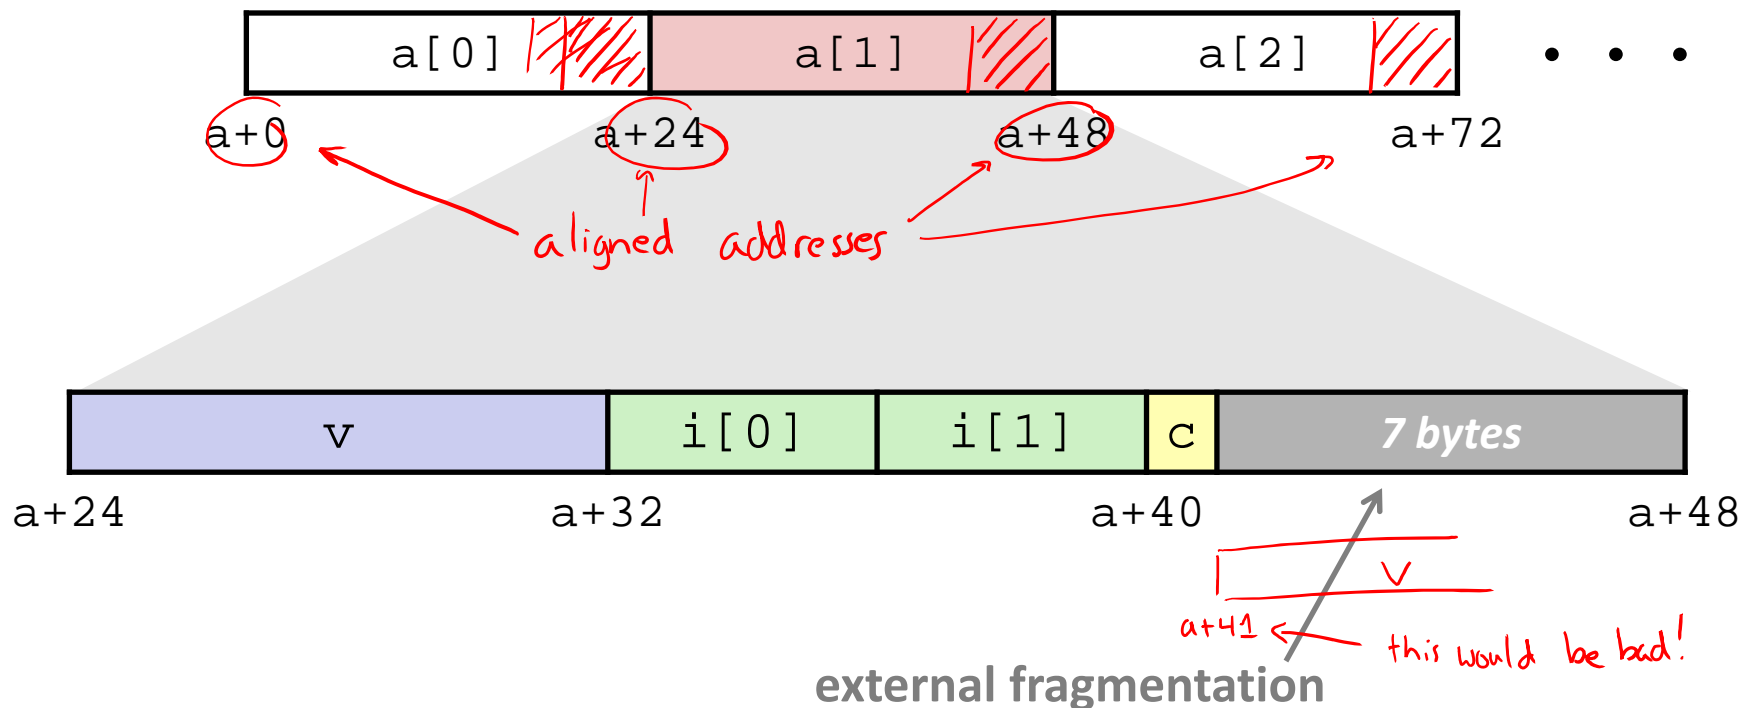 a[0] a[1] a[2] • • •
a+0 a+24 a+48 a+72
aligned addresses
v i[0] i[1] c 7 bytes
a+24 a+32 a+40 a+48
v
a+41 this would be bad!
external fragmentation